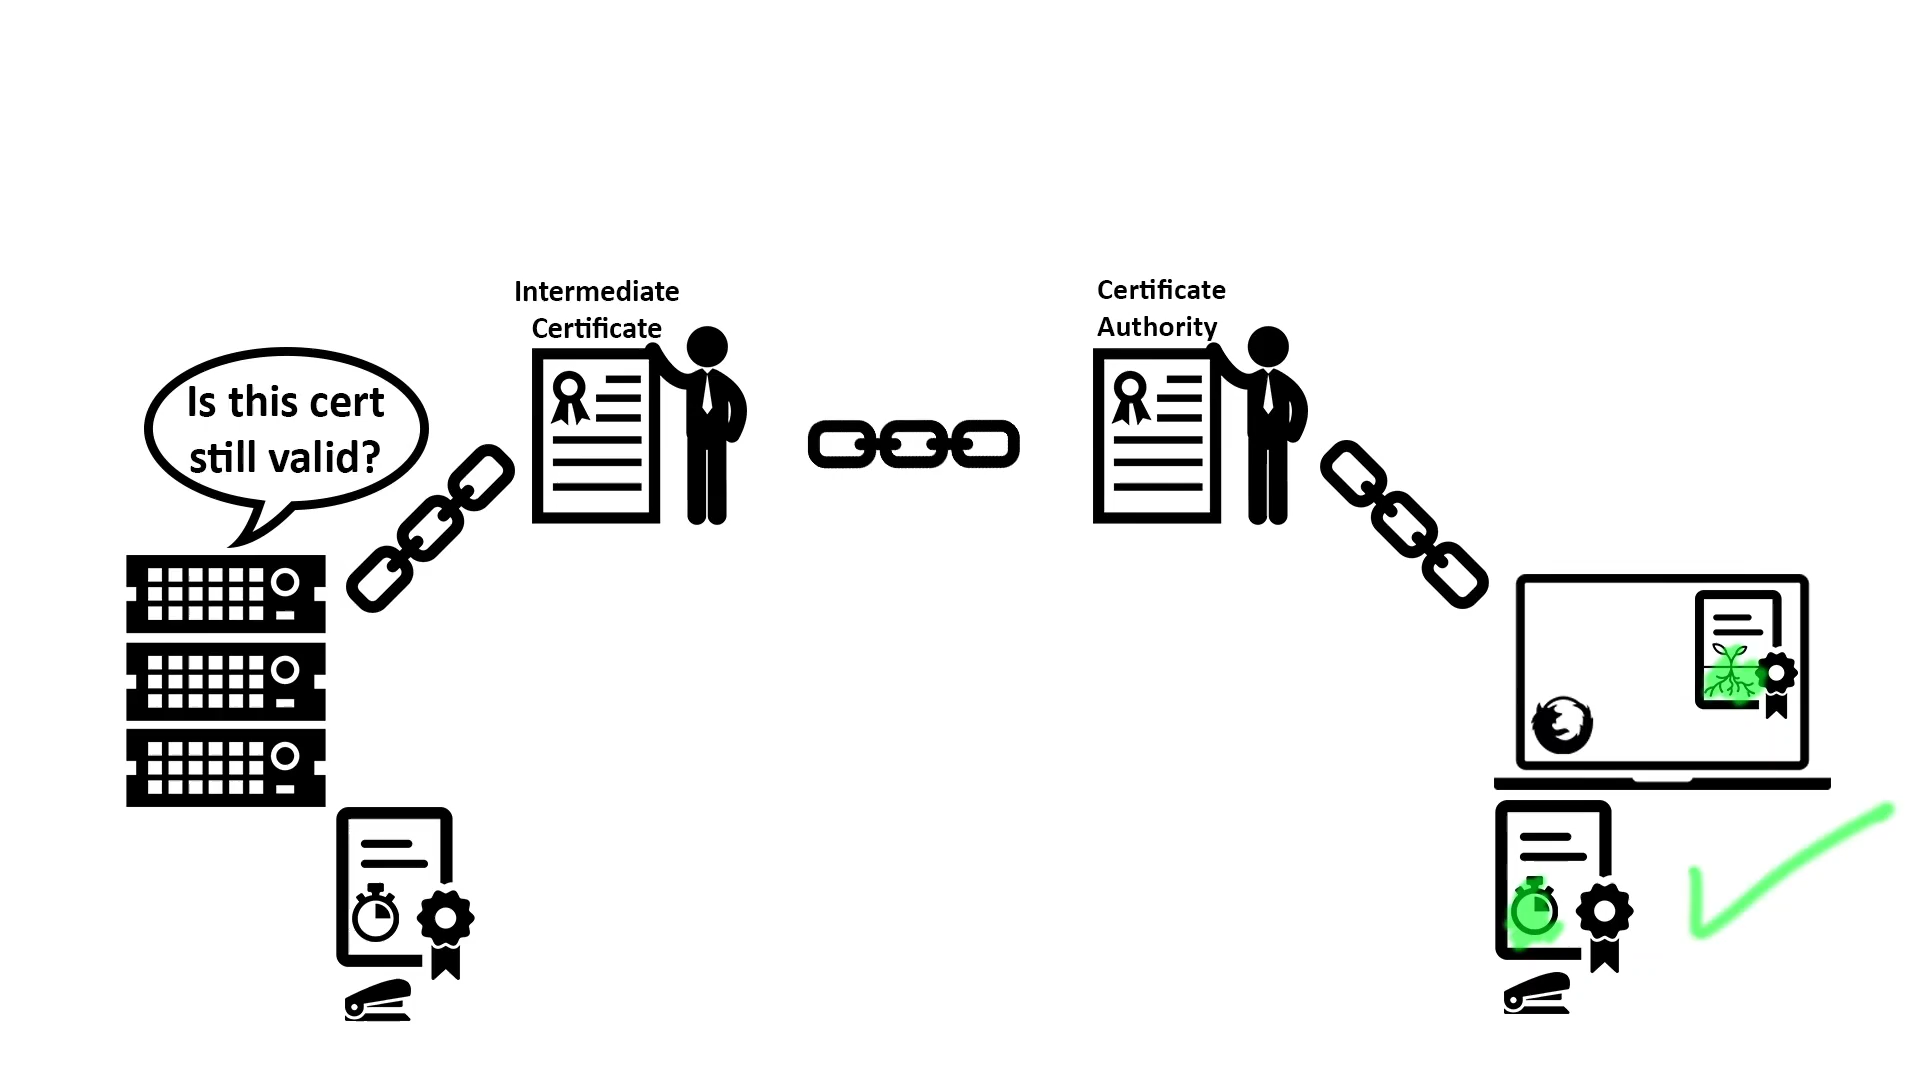 Intermediate
Certificate
Certificate
Authority
Is this cert
still valid?